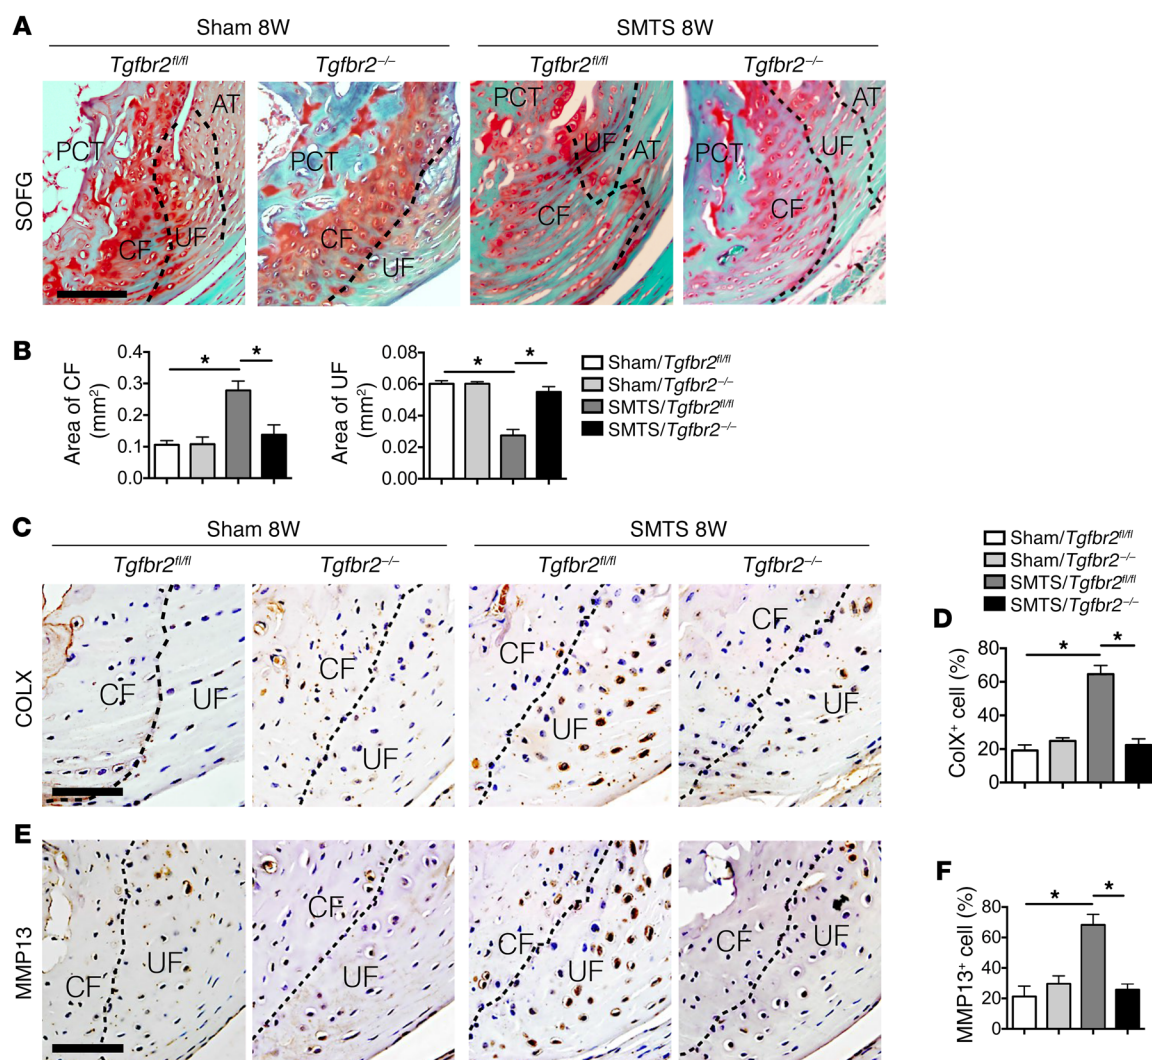 A
Sham 8W
SMTS 8W
Tgfbr2fl/fl
Tgfbr2–/–
Tgfbr2fl/fl
Tgfbr2–/–
SOFG
PCT
AT
CF
UF
PCT
CF
UF
PCT
UF
AT
CF
PCT
AT
UF
CF
B
Area of CF
(mm2)
0.4
0.3
0.2
0.1
0.0
*
*
Area of UF
(mm2)
0.08
0.06
0.04
0.02
0.00
*
*
Sham/Tgfbr2fl/fl
Sham/Tgfbr2–/–
SMTS/Tgfbr2fl/fl
SMTS/Tgfbr2–/–
C
Sham 8W
SMTS 8W
Tgfbr2fl/fl
Tgfbr2–/–
Tgfbr2fl/fl
Tgfbr2–/–
COLX
CF
UF
CF
UF
CF
UF
CF
UF
Sham/Tgfbr2fl/fl
Sham/Tgfbr2–/–
SMTS/Tgfbr2fl/fl
SMTS/Tgfbr2–/–
D
ColX+ cell (%)
80
60
40
20
0
*
*
E
MMP13
CF
UF
CF
UF
CF
UF
CF
UF
F
MMP13+ cell (%)
80
60
40
20
0
*
*